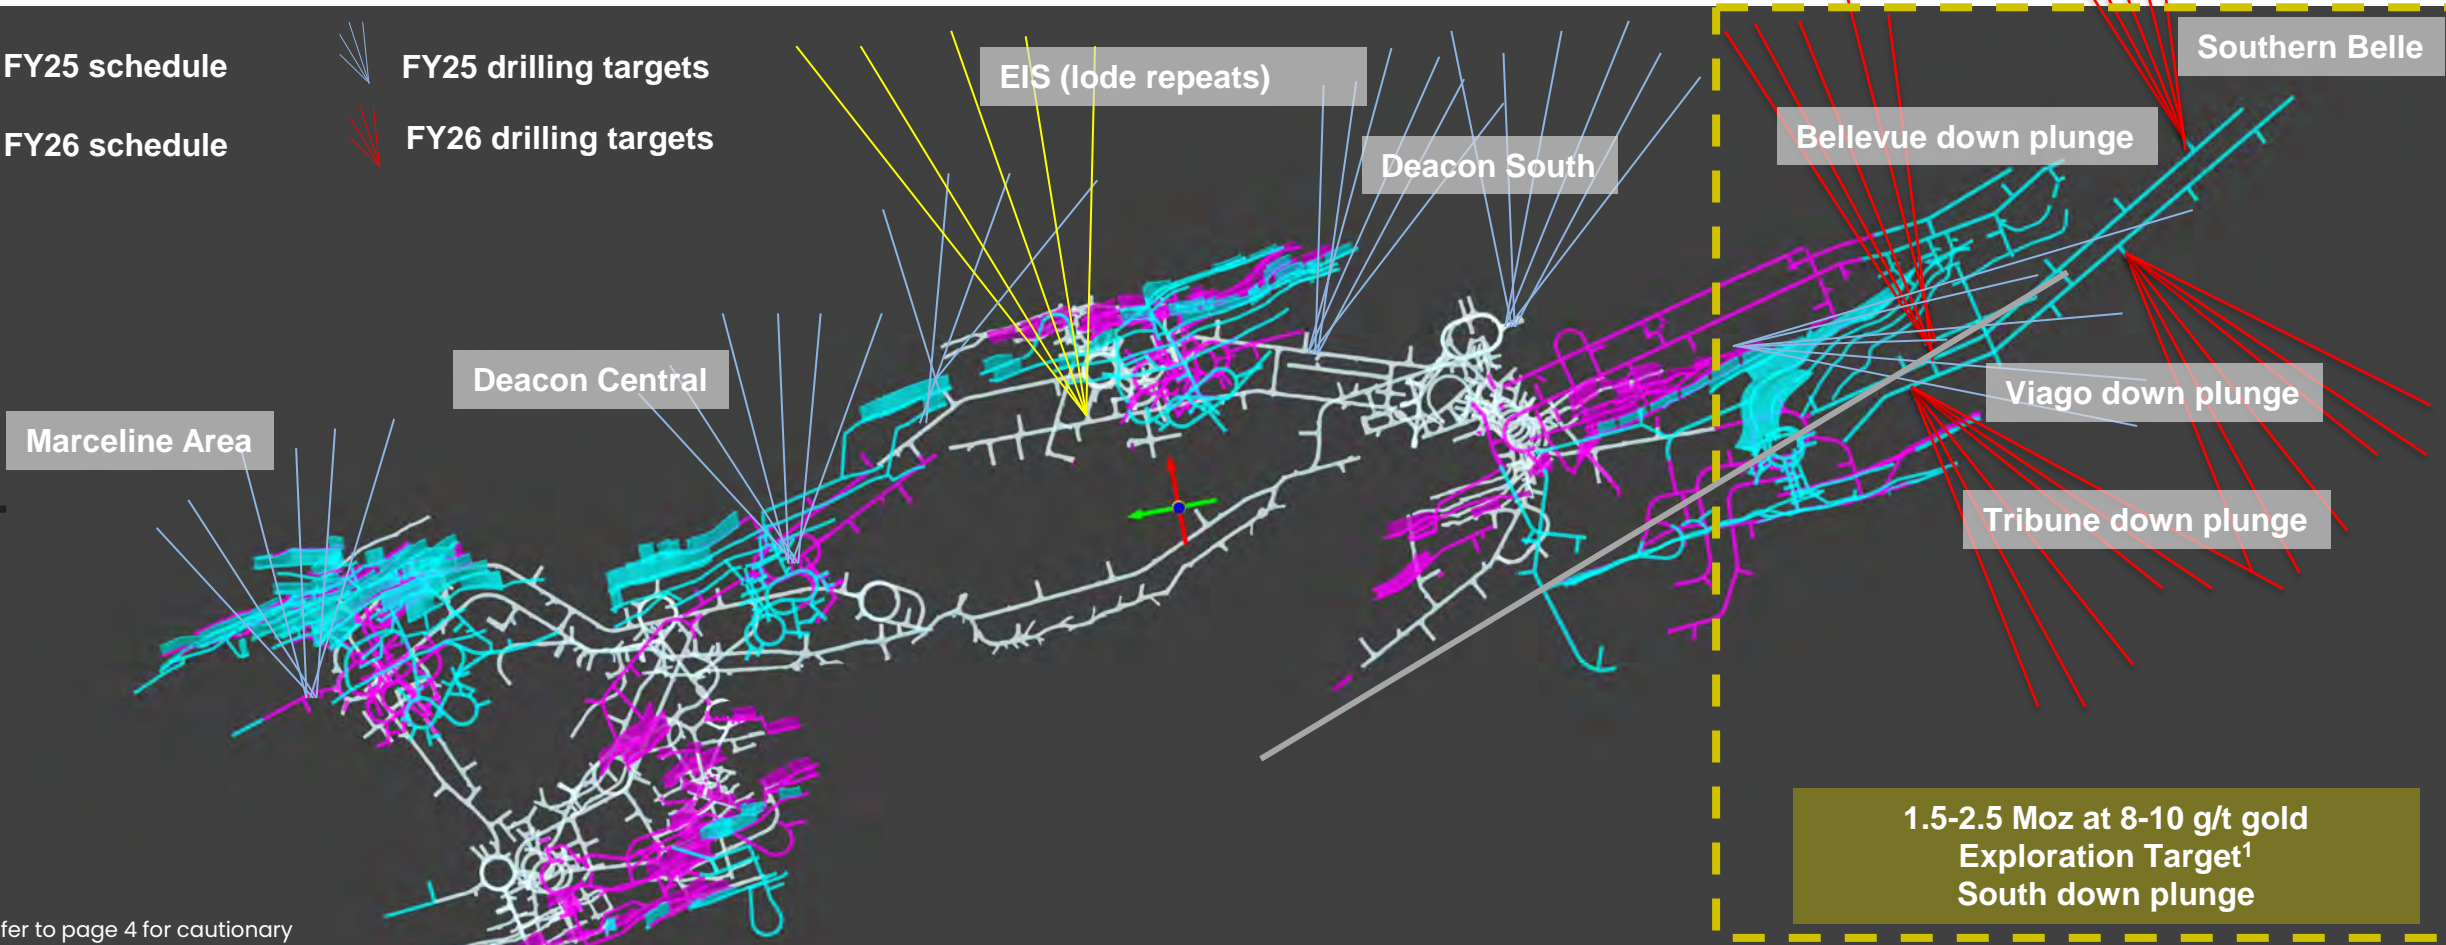 FY25 schedule
FY25 drilling targets
FY26 schedule
FY26 drilling targets
EIS (lode repeats)
Southern Belle
Deacon South
Bellevue down plunge
Deacon Central
Marceline Area
Viago down plunge
Tribune down plunge
1.5-2.5 Moz at 8-10 g/t gold
Exploration Target¹
South down plunge
fer to page 4 for cautionary